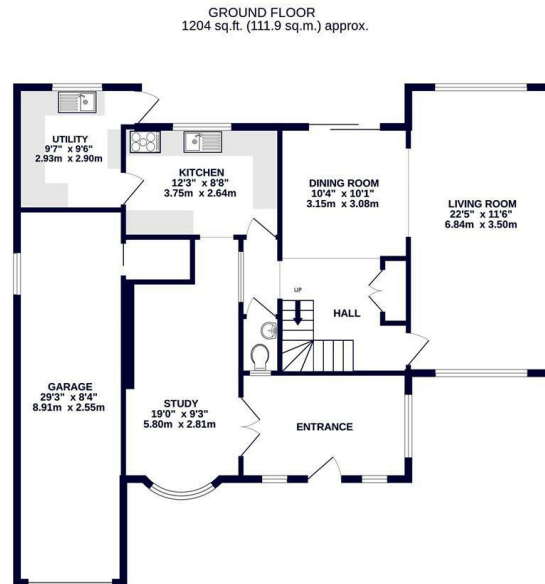 GROUND FLOOR
1204 sq.ft. (111.9 sq.m.) approx.
UTILITY
9'7" x 9'6"
2.93m x 2.90m
KITCHEN
12'3" x 8'8"
3.75m x 2.64m
DINING ROOM
10'4" x 10'1"
3.15m x 3.08m
LIVING ROOM
22'5" x 11'6"
6.84m x 3.50m
UP
HALL
GARAGE
29'3" x 8'4"
8.91m x 2.55m
STUDY
19'0" x 9'3"
5.80m x 2.81m
ENTRANCE